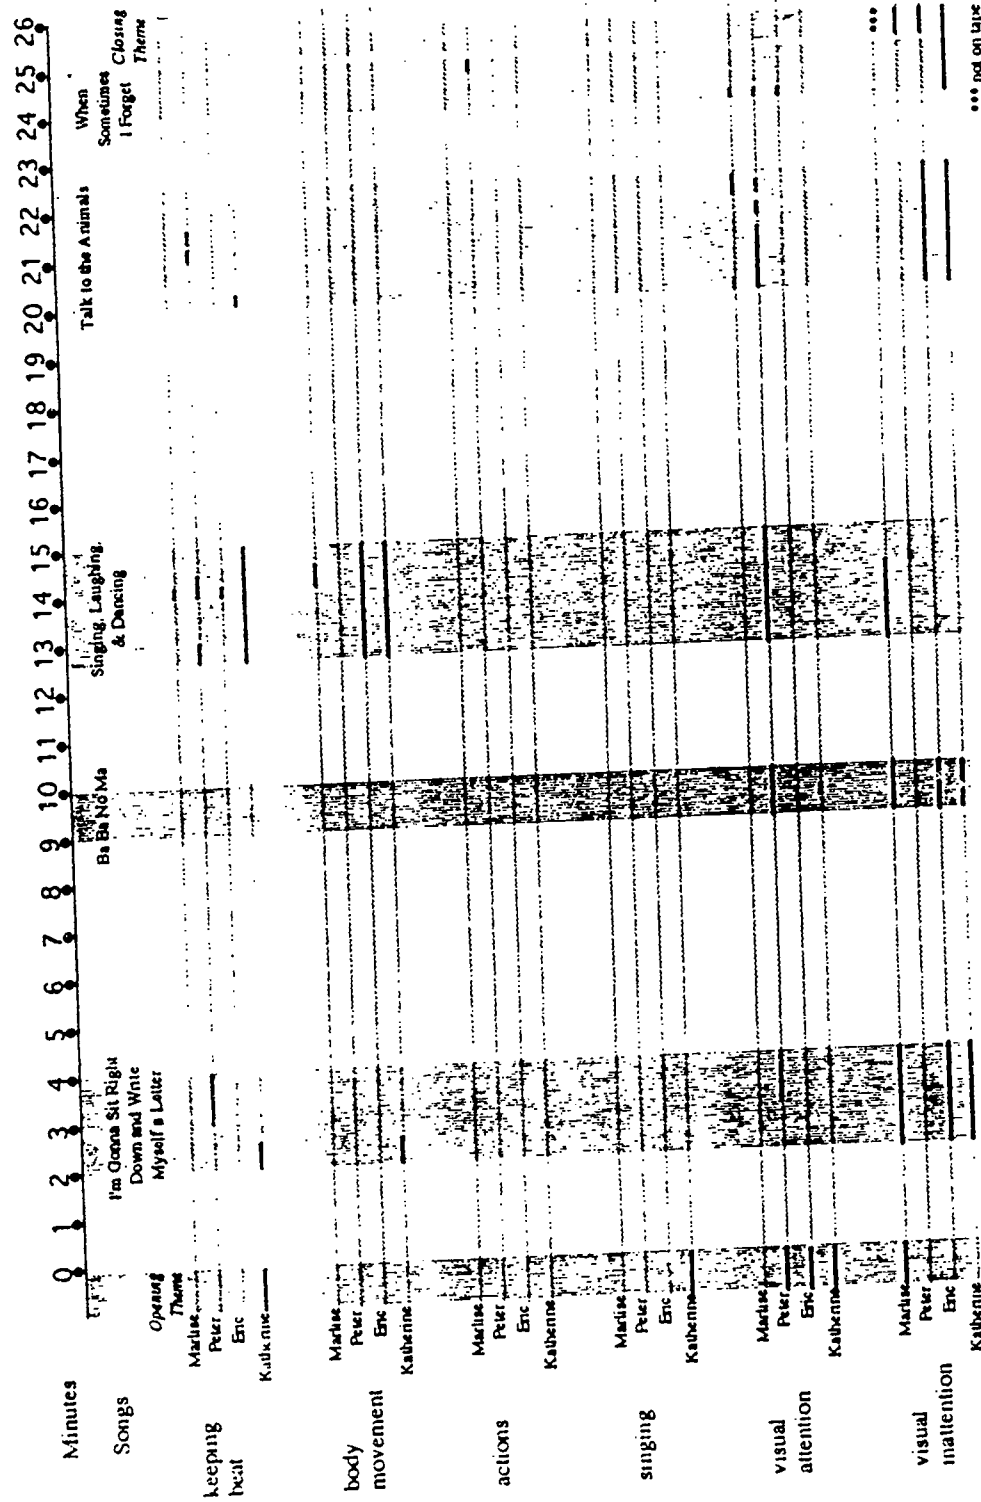 Minutes
0 1 2 3 4 5 6 7 8 9 10 11 12 13 14 15 16 17 18 19 20 21 22 23 24 25 26
Songs
Opening
Theme
I'm Gonna Sit Right
Down and Write
Myself a Letter
Ba Ba No Ma
Singing, Laughing,
& Dancing
Talk to the Animals
When
Sometimes
I Forget
Closing
Theme
keeping
beat
Marlise
Peter
Eric
Katherine
body
movement
Marlise
Peter
Eric
Katherine
actions
Marlise
Peter
Eric
Katherine
singing
Marlise
Peter
Eric
Katherine
visual
attention
Marlise
Peter
Eric
Katherine
visual
inattention
Marlise
Peter
Eric
Katherine
***
*** not on tape